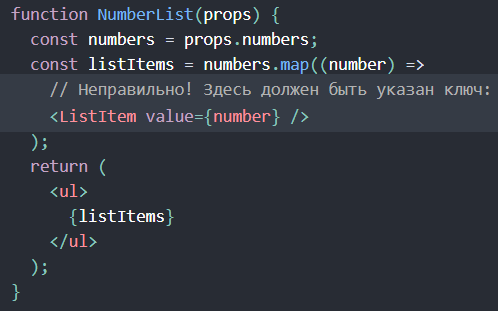 function NumberList(props) {
  const numbers = props.numbers;
  const listItems = numbers.map((number) =>
    // Неправильно! Здесь должен быть указан ключ:
    <ListItem value={number} />
  );
  return (
    <ul>
      {listItems}
    </ul>
  );
}